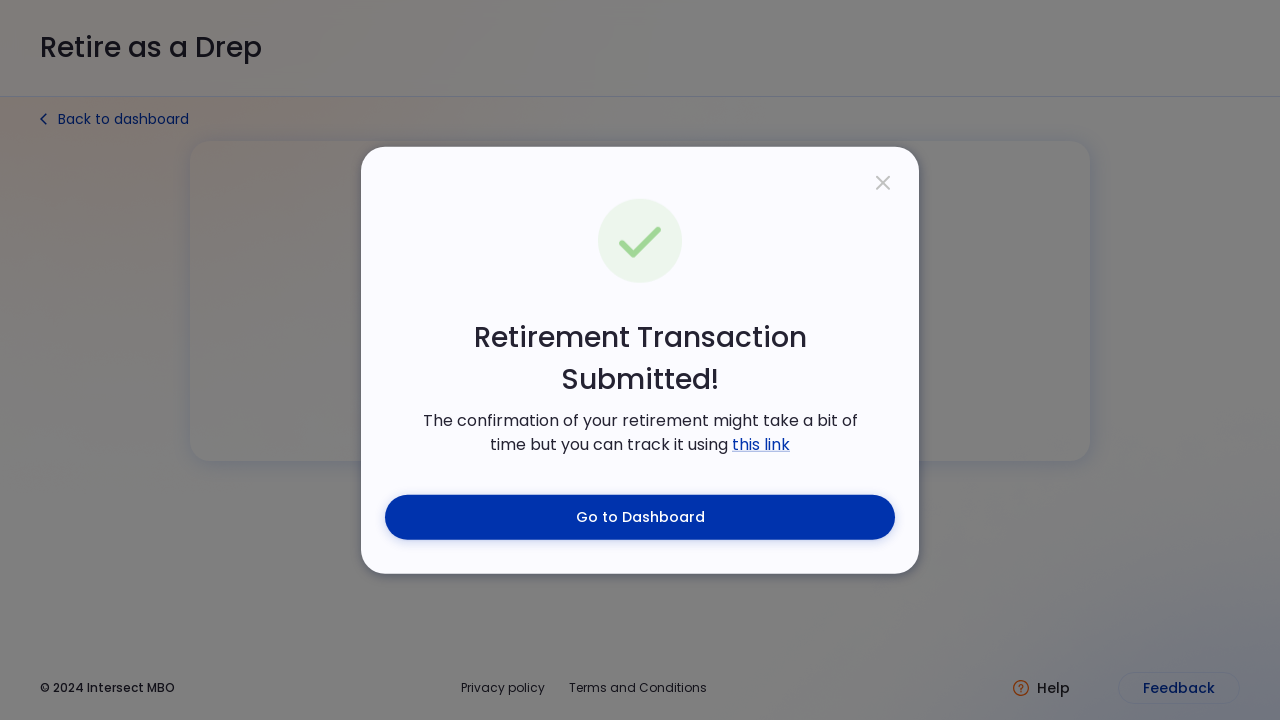 Retire as a Drep
Back to dashboard
Retirement Transaction
Submitted!
The confirmation of your retirement might take a bit of
time but you can track it using this link
Go to Dashboard
© 2024 Intersect MBO
Privacy policy
Terms and Conditions
Help
Feedback